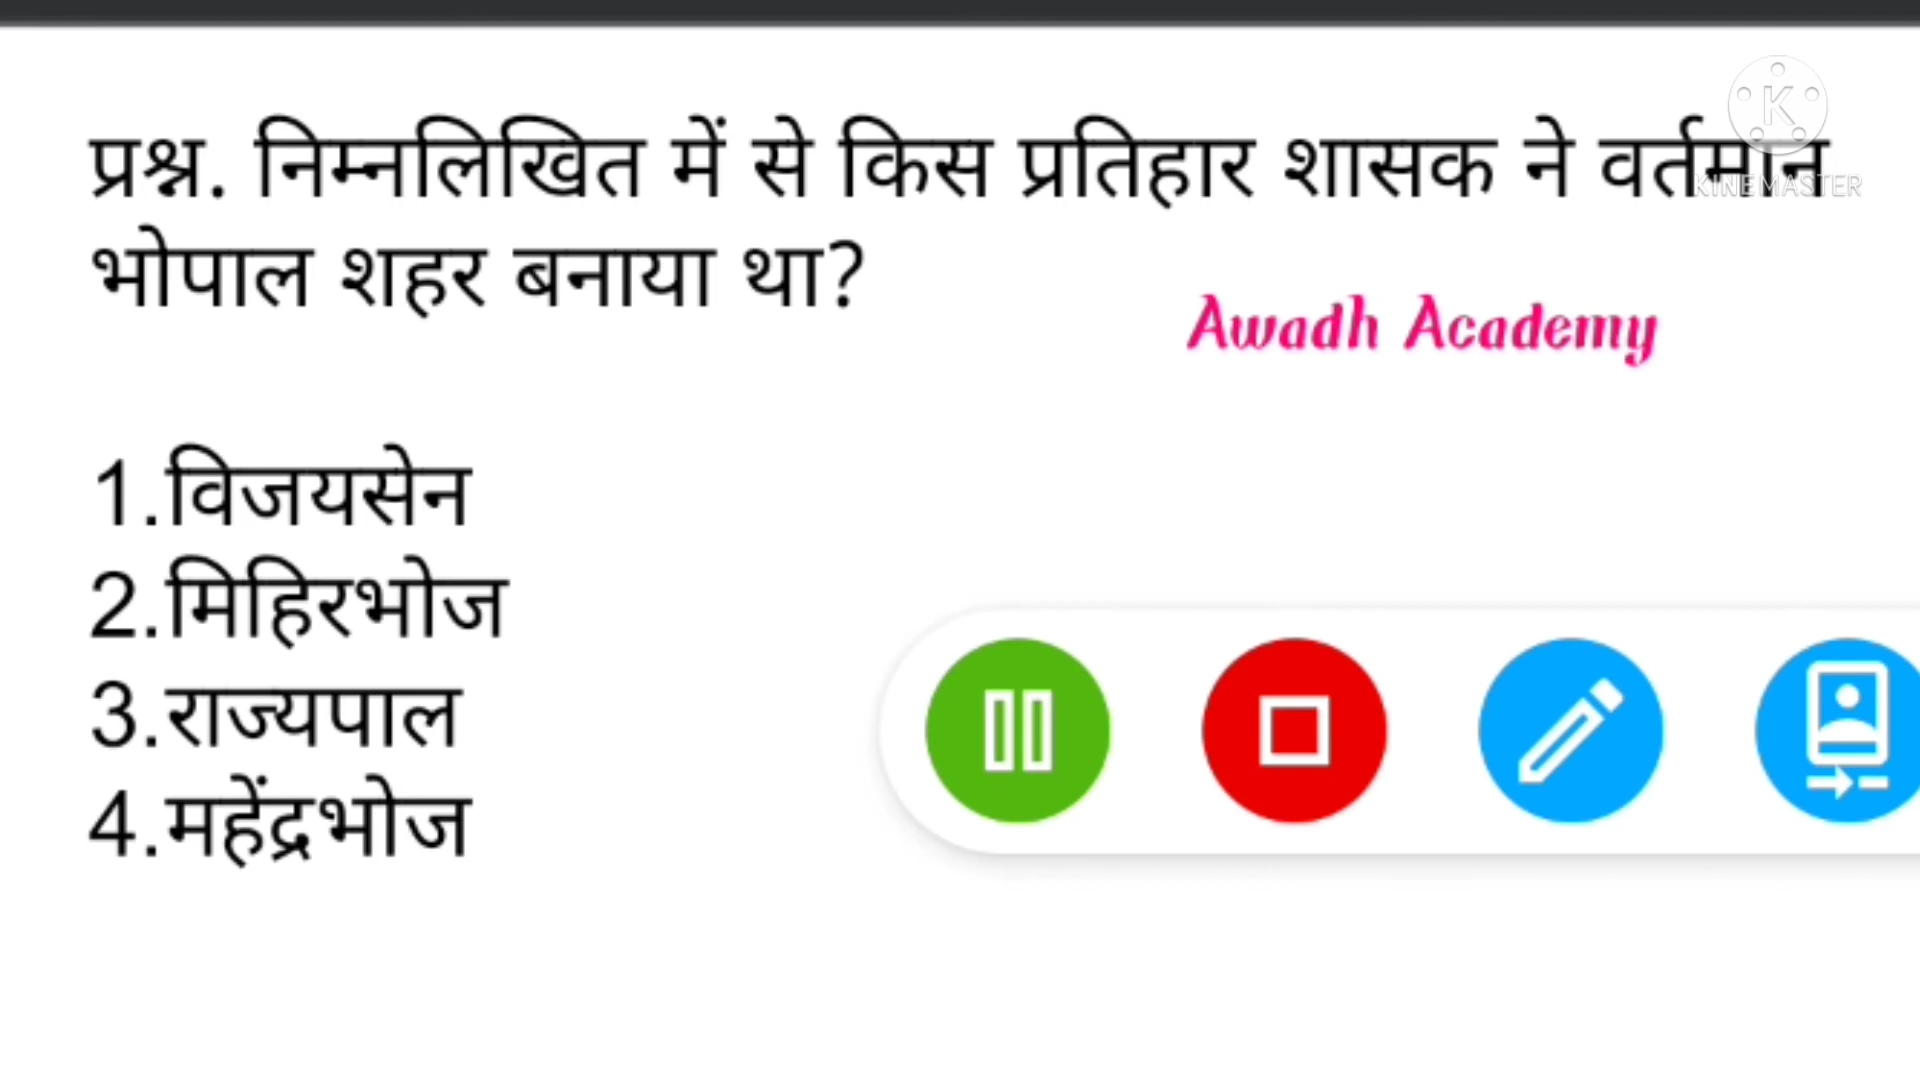 प्रश्न. निम्नलिखित में से किस प्रतिहार शासक ने वर्तमान
KINEMASTER
भोपाल शहर बनाया था?
Awadh Academy
1.विजयसेन
2.मिहिरभोज
3.राज्यपाल
4.महेंद्रभोज